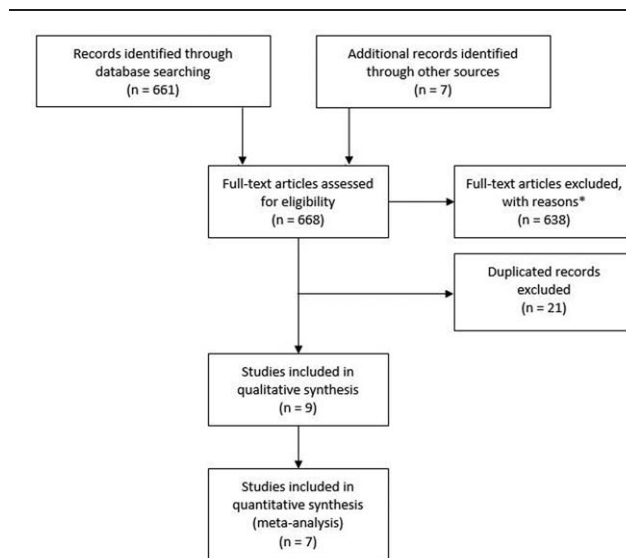 Records identified through
database searching
(n = 661)
Additional records identified
through other sources
(n = 7)
Full-text articles assessed
for eligibility
(n = 668)
Full-text articles excluded,
with reasons*
(n = 638)
Duplicated records
excluded
(n = 21)
Studies included in
qualitative synthesis
(n = 9)
Studies included in
quantitative synthesis
(meta-analysis)
(n = 7)